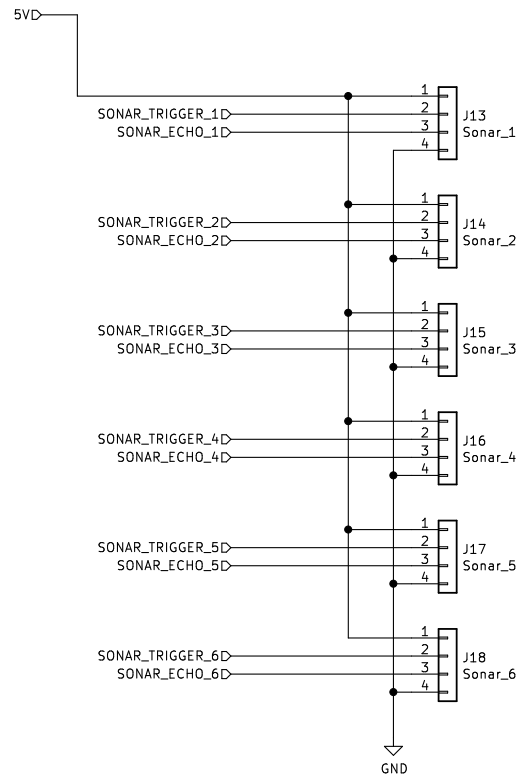 5V
1
SONAR_TRIGGER_1 2 J13
SONAR_ECHO_1 3 Sonar_1
4
1
SONAR_TRIGGER_2 2 J14
SONAR_ECHO_2 3 Sonar_2
4
1
SONAR_TRIGGER_3 2 J15
SONAR_ECHO_3 3 Sonar_3
4
1
SONAR_TRIGGER_4 2 J16
SONAR_ECHO_4 3 Sonar_4
4
1
SONAR_TRIGGER_5 2 J17
SONAR_ECHO_5 3 Sonar_5
4
1
SONAR_TRIGGER_6 2 J18
SONAR_ECHO_6 3 Sonar_6
4
GND